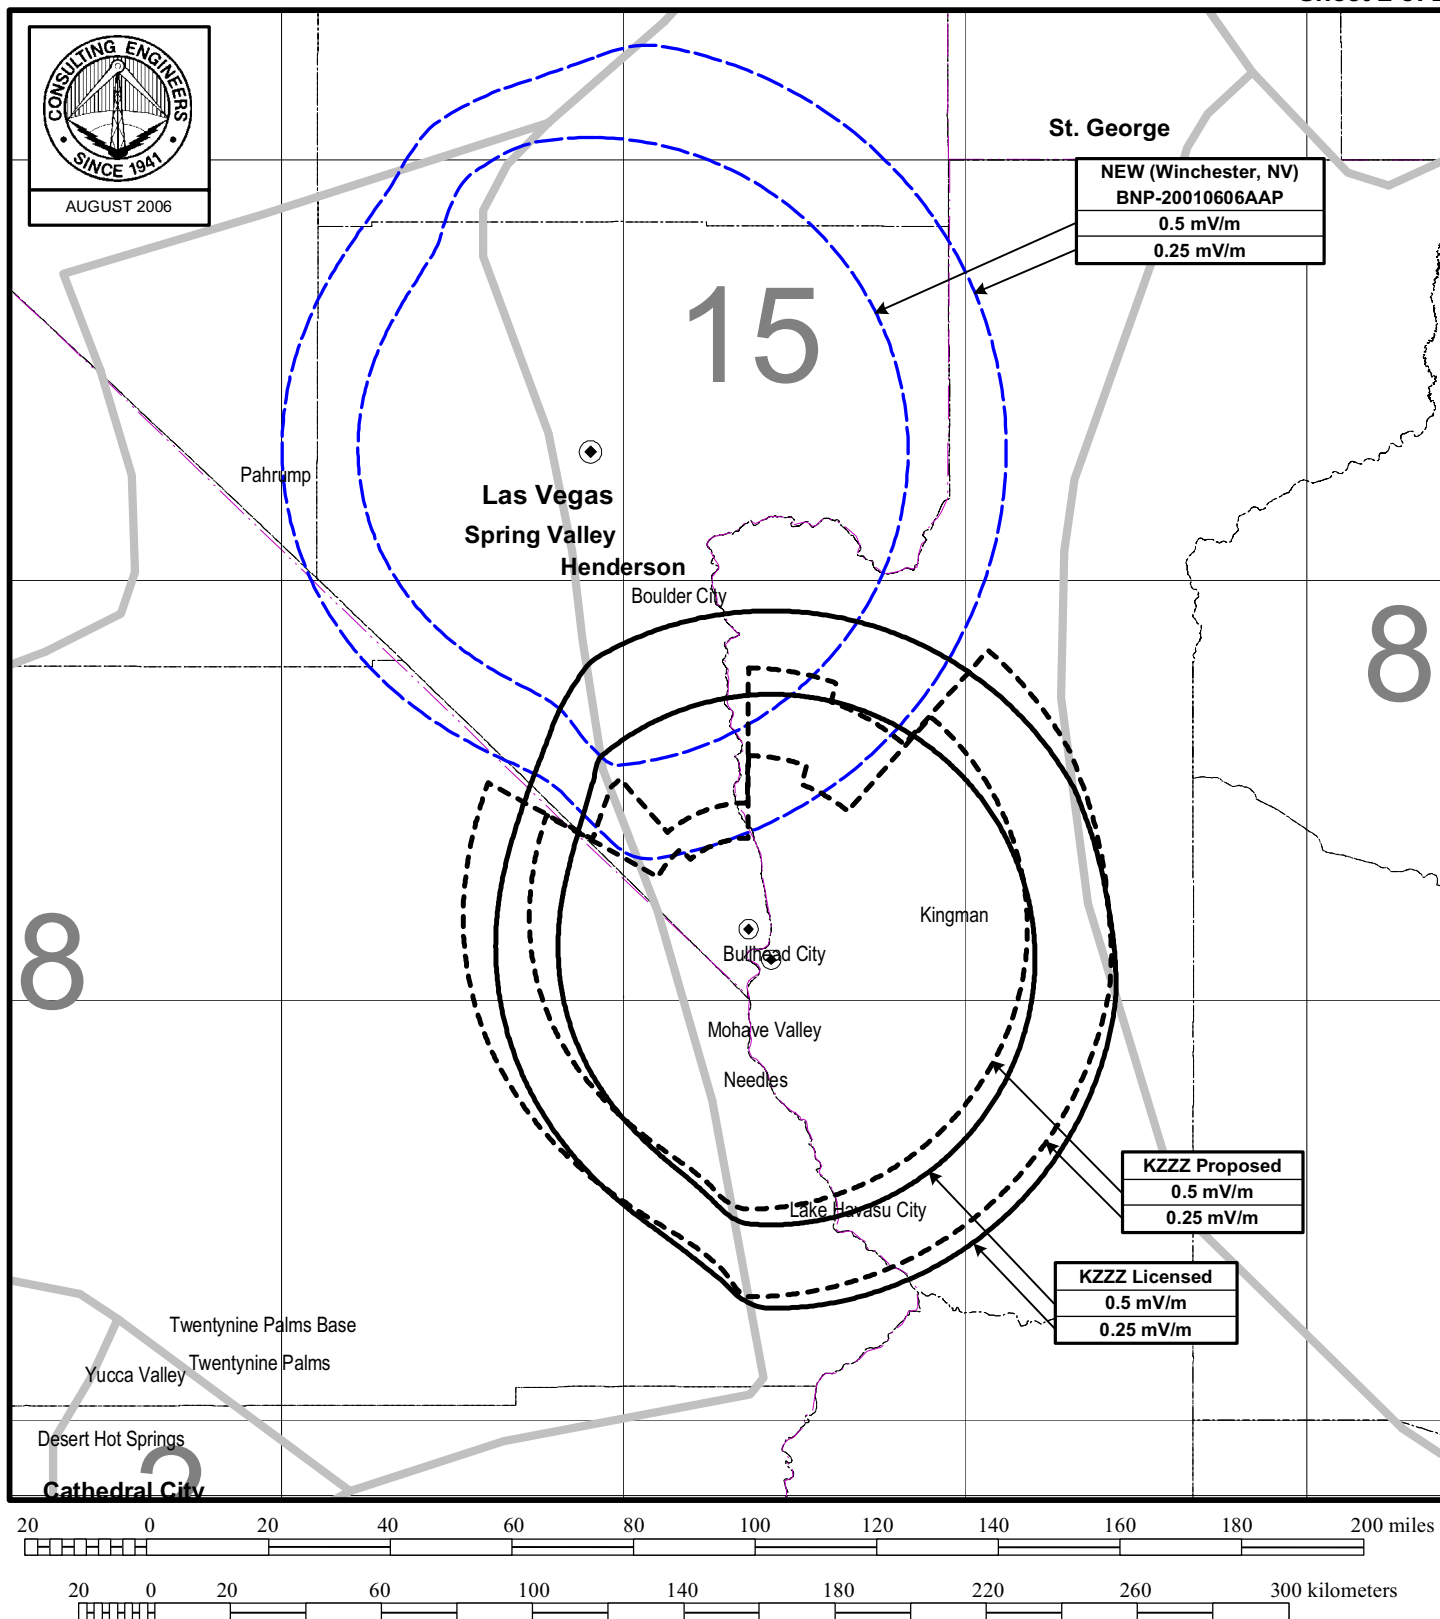 CONSULTING ENGINEERS
• SINCE 1941 •
AUGUST 2006
St. George
NEW (Winchester, NV)
BNP-20010606AAP
0.5 mV/m
0.25 mV/m
15
Pahrump
Las Vegas
Spring Valley
Henderson
Boulder City
8
8
Kingman
Bullhead City
Mohave Valley
Needles
KZZZ Proposed
0.5 mV/m
0.25 mV/m
Lake Havasu City
KZZZ Licensed
0.5 mV/m
0.25 mV/m
Twentynine Palms Base
Twentynine Palms
Yucca Valley
Desert Hot Springs
Cathedral City
20 0 20 40 60 80 100 120 140 160 180 200 miles
20 0 20 60 100 140 180 220 260 300 kilometers